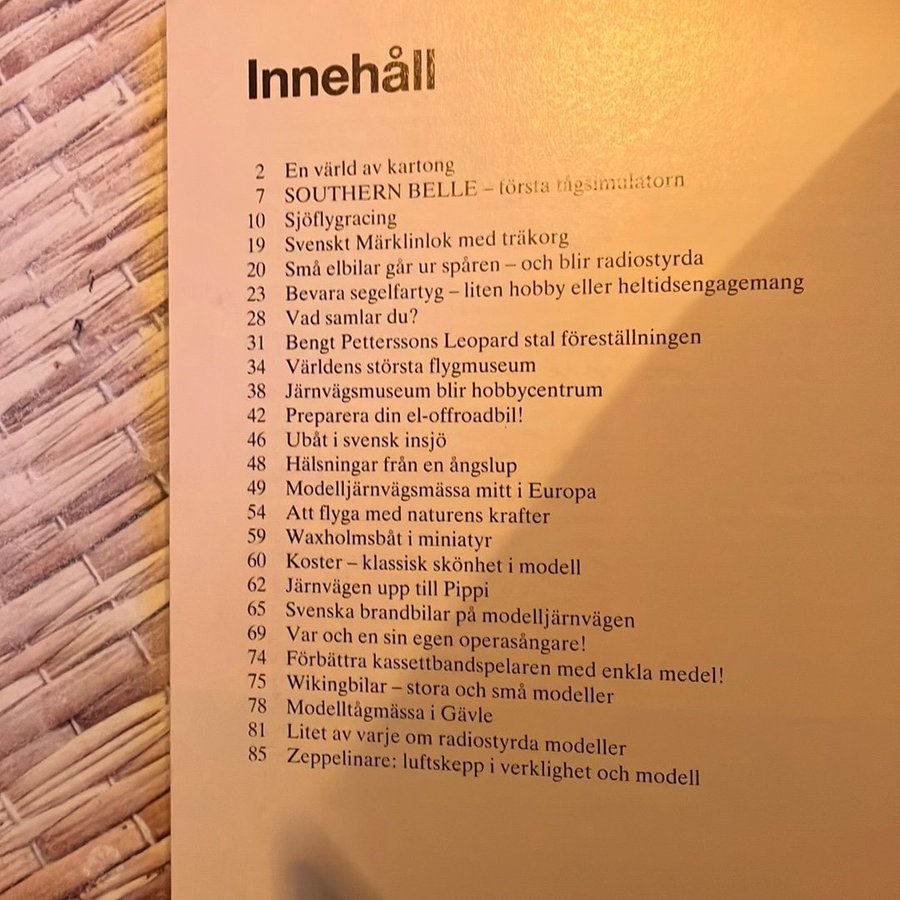 Innehåll
2 En värld av kartong
7 SOUTHERN BELLE – första tågsimulatorn
10 Sjöflygracing
19 Svenskt Märklinlok med träkorg
20 Små elbilar går ur spåren – och blir radiostyrda
23 Bevara segelfartyg – liten hobby eller heltidsengagemang
28 Vad samlar du?
31 Bengt Petterssons Leopard stal föreställningen
34 Världens största flygmuseum
38 Järnvägsmuseum blir hobbycentrum
42 Preparera din el-offroadbil!
46 Ubåt i svensk insjö
48 Hälsningar från en ångslup
49 Modelljärnvägsmässa mitt i Europa
54 Att flyga med naturens krafter
59 Waxholmsbåt i miniatyr
60 Koster – klassisk skönhet i modell
62 Järnvägen upp till Pippi
65 Svenska brandbilar på modelljärnvägen
69 Var och en sin egen operasångare!
74 Förbättra kassettbandspelaren med enkla medel!
75 Wikingbilar – stora och små modeller
78 Modelltågmässa i Gävle
81 Litet av varje om radiostyrda modeller
85 Zeppelinare: luftskepp i verklighet och modell